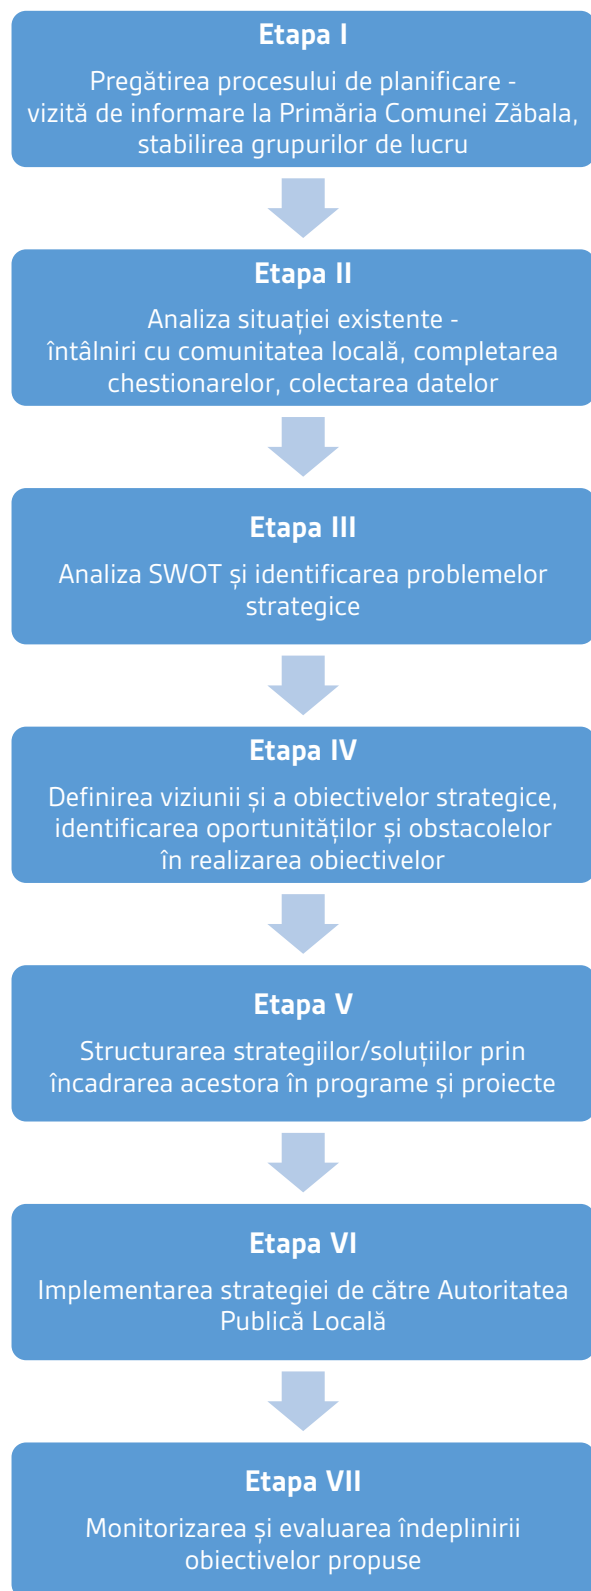 Etapa I
Pregătirea procesului de planificare -
vizită de informare la Primăria Comunei Zăbala,
stabilirea grupurilor de lucru
Etapa II
Analiza situației existente -
întâlniri cu comunitatea locală, completarea
chestionarelor, colectarea datelor
Etapa III
Analiza SWOT și identificarea problemelor
strategice
Etapa IV
Definirea viziunii și a obiectivelor strategice,
identificarea oportunităților și obstacolelor
în realizarea obiectivelor
Etapa V
Structurarea strategiilor/soluțiilor prin
încadrarea acestora în programe și proiecte
Etapa VI
Implementarea strategiei de către Autoritatea
Publică Locală
Etapa VII
Monitorizarea și evaluarea îndeplinirii
obiectivelor propuse